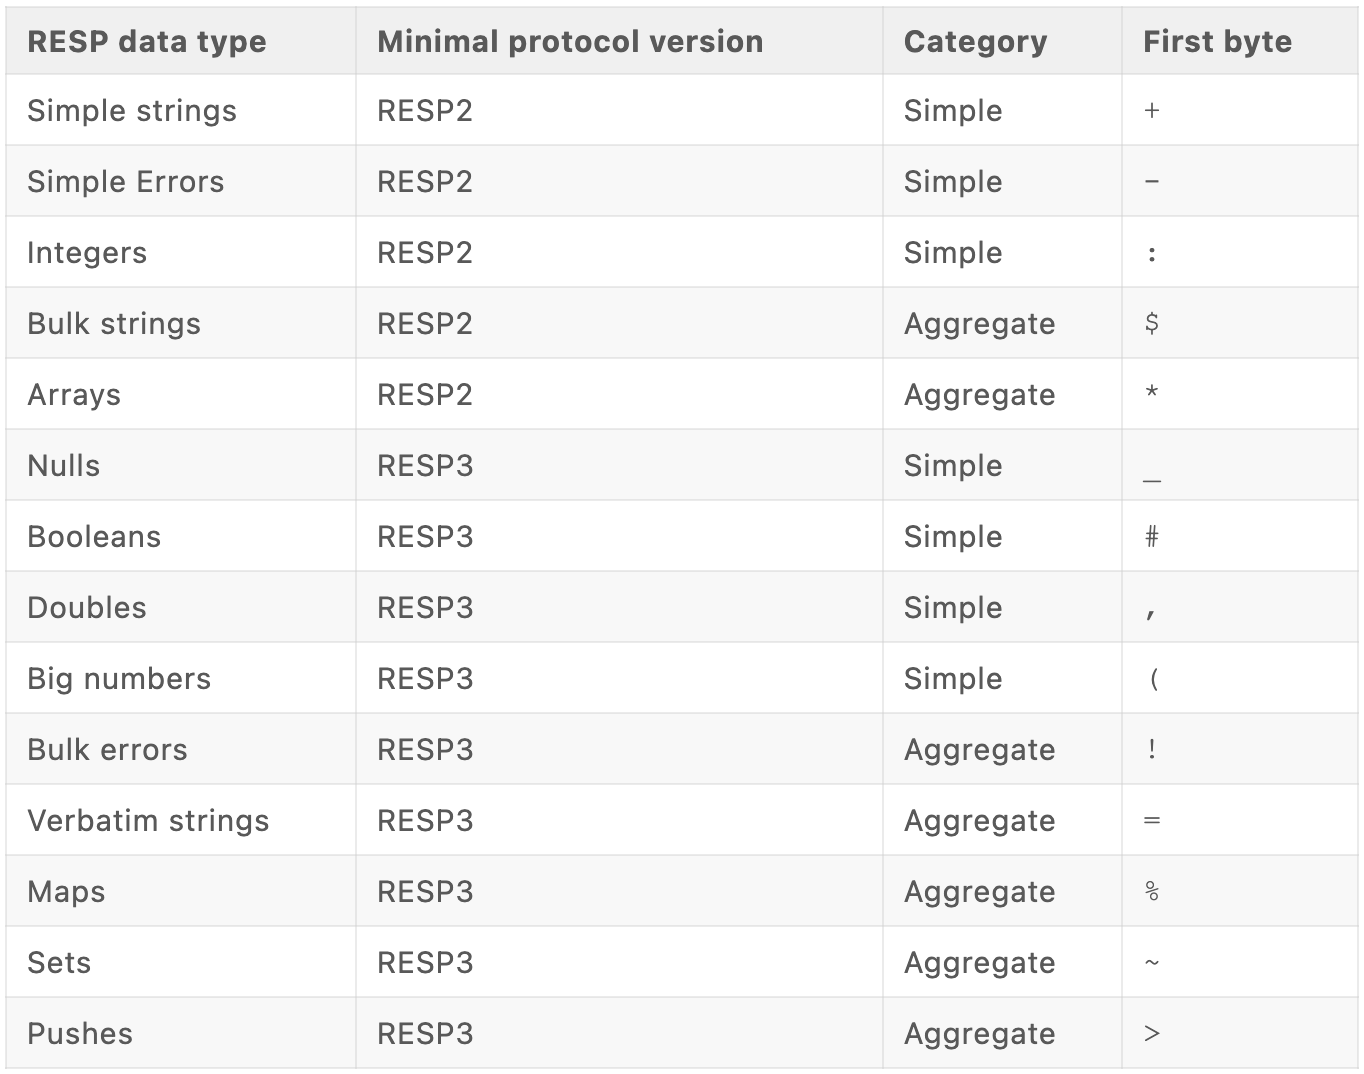 RESP data type Minimal protocol version Category First byte
Simple strings RESP2 Simple +
Simple Errors RESP2 Simple -
Integers RESP2 Simple :
Bulk strings RESP2 Aggregate $
Arrays RESP2 Aggregate *
Nulls RESP3 Simple _
Booleans RESP3 Simple #
Doubles RESP3 Simple ,
Big numbers RESP3 Simple (
Bulk errors RESP3 Aggregate !
Verbatim strings RESP3 Aggregate =
Maps RESP3 Aggregate %
Sets RESP3 Aggregate ~
Pushes RESP3 Aggregate >